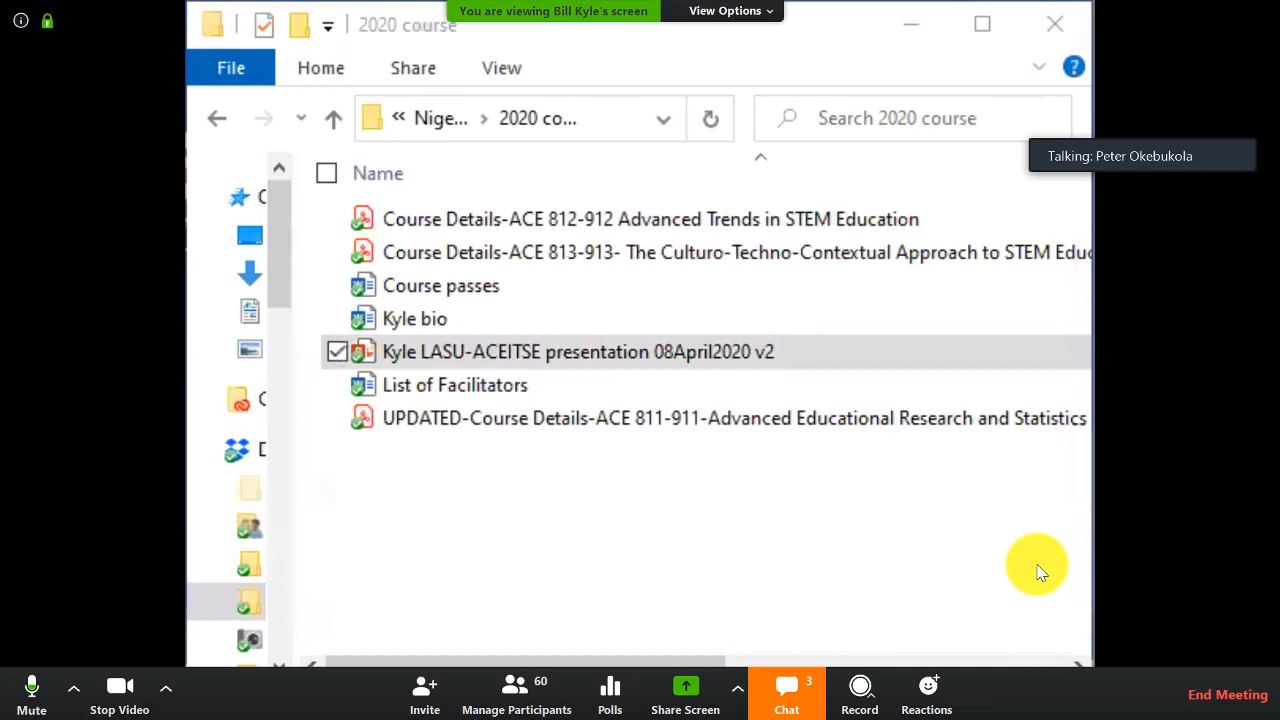 You are viewing Bill Kyle's screen
View Options
2020 course
File Home Share View
« Nige... > 2020 co...
Search 2020 course
Talking: Peter Okebukola
Name
Course Details-ACE 812-912 Advanced Trends in STEM Education
Course Details-ACE 813-913- The Culturo-Techno-Contextual Approach to STEM Educ
Course passes
Kyle bio
Kyle LASU-ACEITSE presentation 08April2020 v2
List of Facilitators
UPDATED-Course Details-ACE 811-911-Advanced Educational Research and Statistics
Mute
Stop Video
Invite
60
Manage Participants
Polls
Share Screen
3
Chat
Record
Reactions
End Meeting